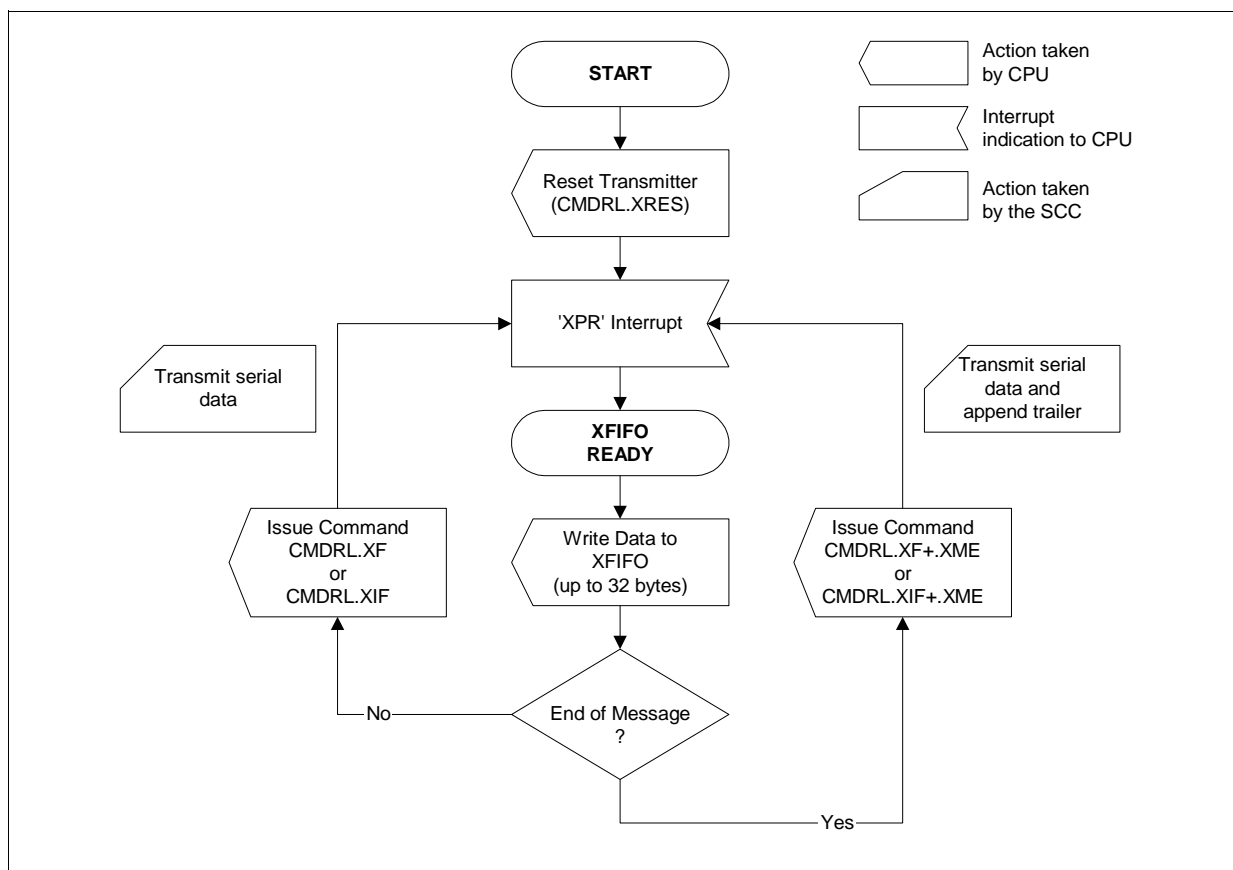 START
Action taken
by CPU
Interrupt
indication to CPU
Action taken
by the SCC
Reset Transmitter
(CMDRL.XRES)
'XPR' Interrupt
Transmit serial
data
Transmit serial
data and
append trailer
XFIFO
READY
Issue Command
CMDRL.XF
or
CMDRL.XIF
Write Data to
XFIFO
(up to 32 bytes)
Issue Command
CMDRL.XF+.XME
or
CMDRL.XIF+.XME
No
End of Message
?
Yes